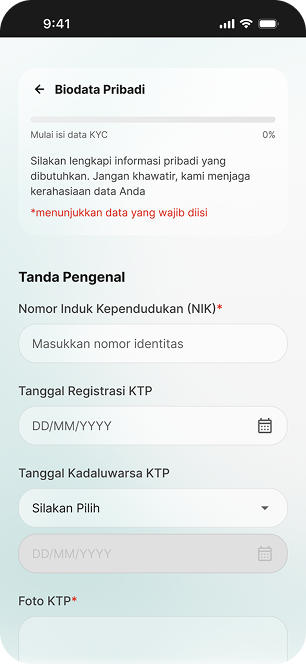 9:41
Biodata Pribadi
Mulai isi data KYC 0%
Silakan lengkapi informasi pribadi yang
dibutuhkan. Jangan khawatir, kami menjaga
kerahasiaan data Anda
*menunjukkan data yang wajib diisi
Tanda Pengenal
Nomor Induk Kependudukan (NIK)*
Masukkan nomor identitas
Tanggal Registrasi KTP
DD/MM/YYYY
Tanggal Kadaluwarsa KTP
Silakan Pilih
DD/MM/YYYY
Foto KTP*